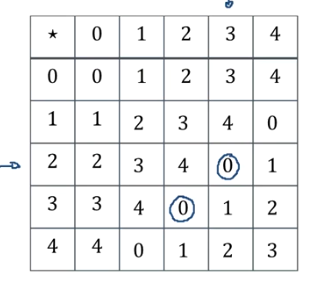 ⋆ 0 1 2 3 4
0 0 1 2 3 4
1 1 2 3 4 0
2 2 3 4 0 1
3 3 4 0 1 2
4 4 0 1 2 3